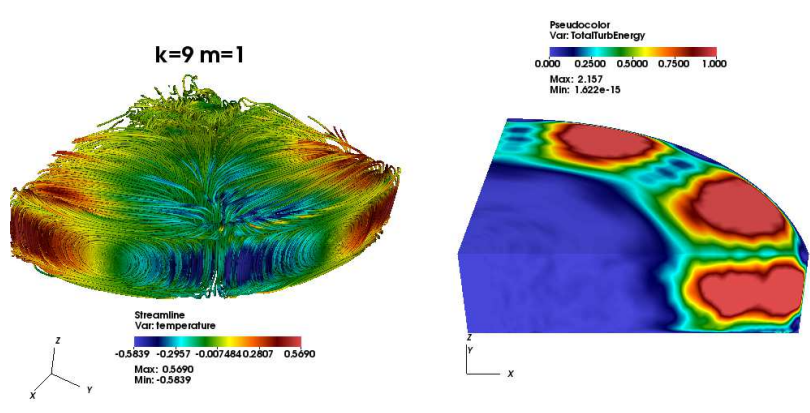 k=9 m=1
Streamline
Var: temperature
-0.5839 -0.2957 -0.007484 0.2807 0.5690
Max: 0.5690
Min: -0.5839
Z
X
Y
Pseudocolor
Var: TotalTurbEnergy
0.000 0.2500 0.5000 0.7500 1.000
Max: 2.157
Min: 1.622e-15
Z
Y
X